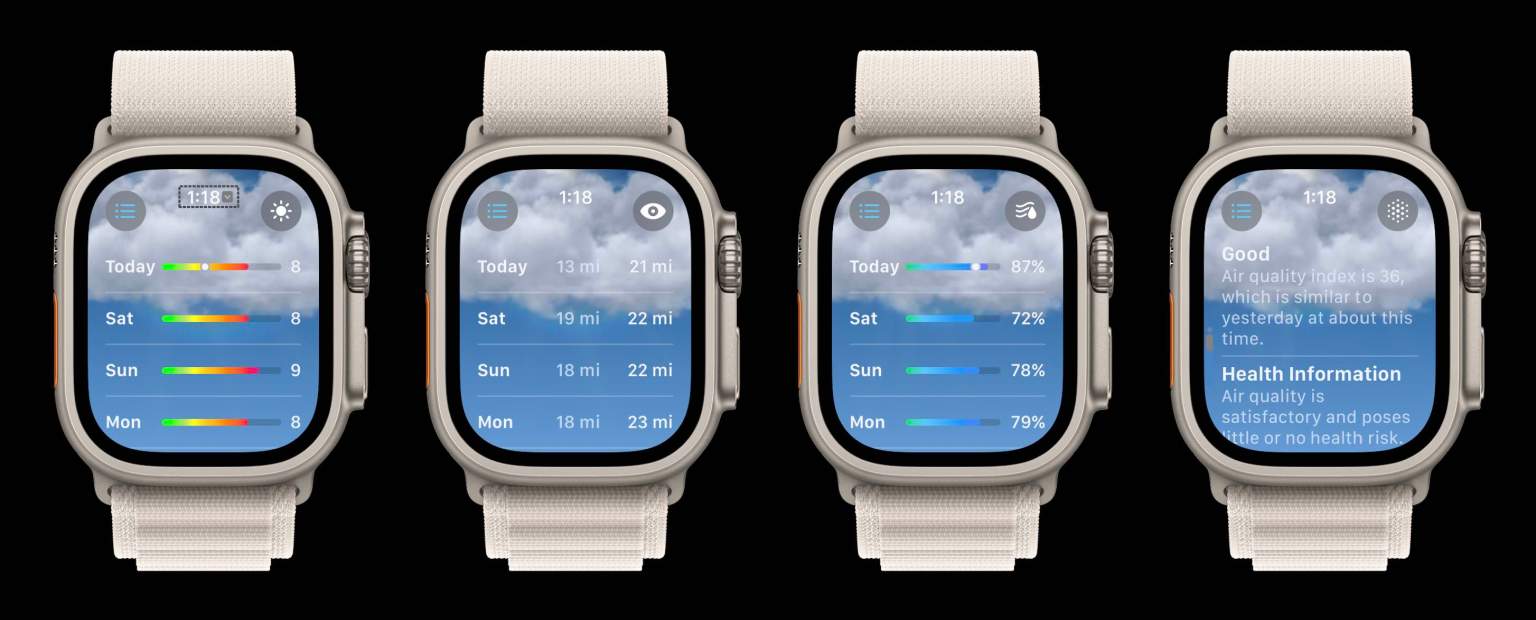 1:18
Today 8
Sat 8
Sun 9
Mon 8
1:18
Today 13 mi 21 mi
Sat 19 mi 22 mi
Sun 18 mi 22 mi
Mon 18 mi 23 mi
1:18
Today 87%
Sat 72%
Sun 78%
Mon 79%
1:18
Good
Air quality index is 36,
which is similar to
yesterday at about this
time.
Health Information
Air quality is
satisfactory and poses
little or no health risk.